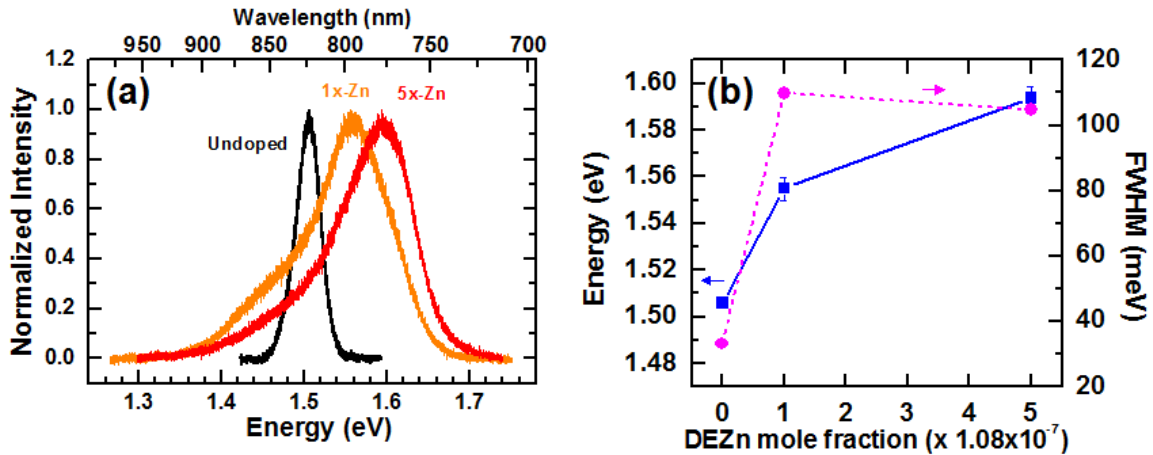 Wavelength (nm)
950 900 850 800 750 700
1.2
1.0
0.8
0.6
0.4
0.2
0.0
Normalized Intensity
(a)
1x-Zn 5x-Zn
Undoped
1.3 1.4 1.5 1.6 1.7
Energy (eV)
1.60
1.58
1.56
1.54
1.52
1.50
1.48
Energy (eV)
(b)
120
100
80
60
40
20
FWHM (meV)
0 1 2 3 4 5
DEZn mole fraction (x 1.08x10⁻⁷)